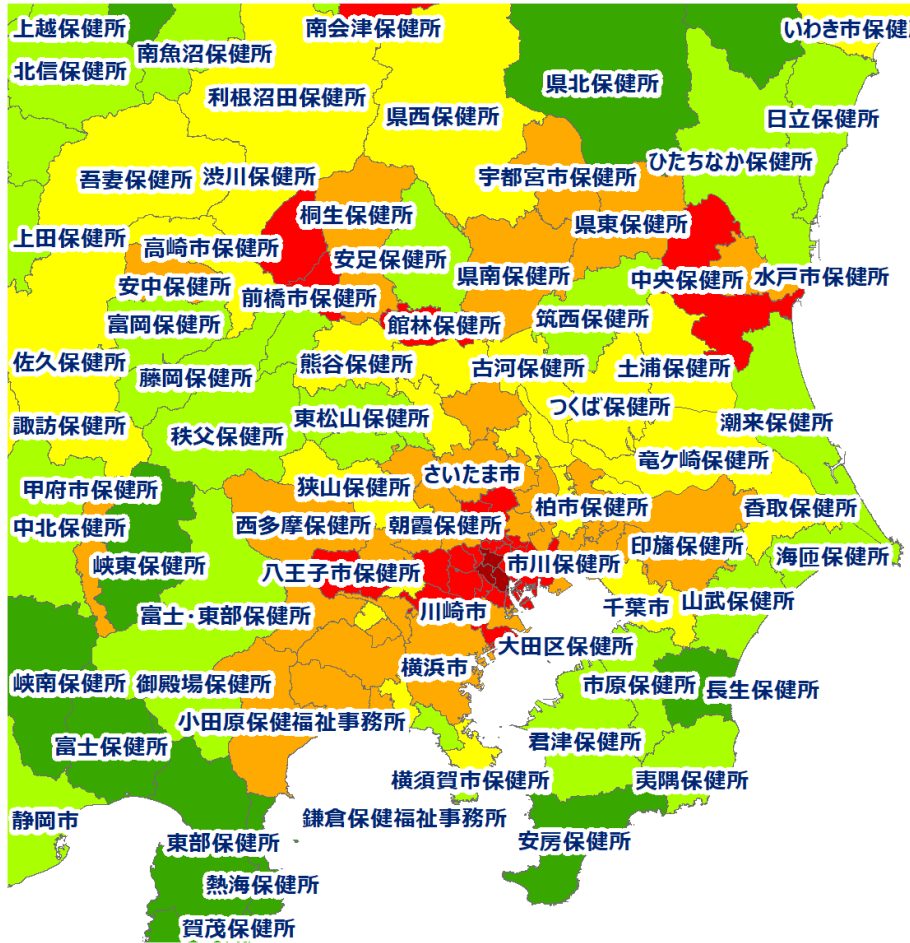 上越保健所
南会津保健所
いわき市保健所
南魚沼保健所
北信保健所
県北保健所
利根沼田保健所
県西保健所
日立保健所
ひたちなか保健所
吾妻保健所
渋川保健所
宇都宮市保健所
桐生保健所
県東保健所
上田保健所
高崎市保健所
安足保健所
県南保健所
中央保健所
水戸市保健所
安中保健所
前橋市保健所
富岡保健所
館林保健所
筑西保健所
佐久保健所
藤岡保健所
熊谷保健所
古河保健所
土浦保健所
つくば保健所
諏訪保健所
秩父保健所
東松山保健所
潮来保健所
竜ケ崎保健所
甲府市保健所
狭山保健所
さいたま市
柏市保健所
香取保健所
中北保健所
西多摩保健所
朝霞保健所
印旛保健所
海匝保健所
峡東保健所
八王子市保健所
市川保健所
富士・東部保健所
川崎市
千葉市
山武保健所
大田区保健所
横浜市
峡南保健所
御殿場保健所
市原保健所
長生保健所
小田原保健福祉事務所
富士保健所
君津保健所
横須賀市保健所
夷隅保健所
静岡市
鎌倉保健福祉事務所
東部保健所
安房保健所
熱海保健所
賀茂保健所